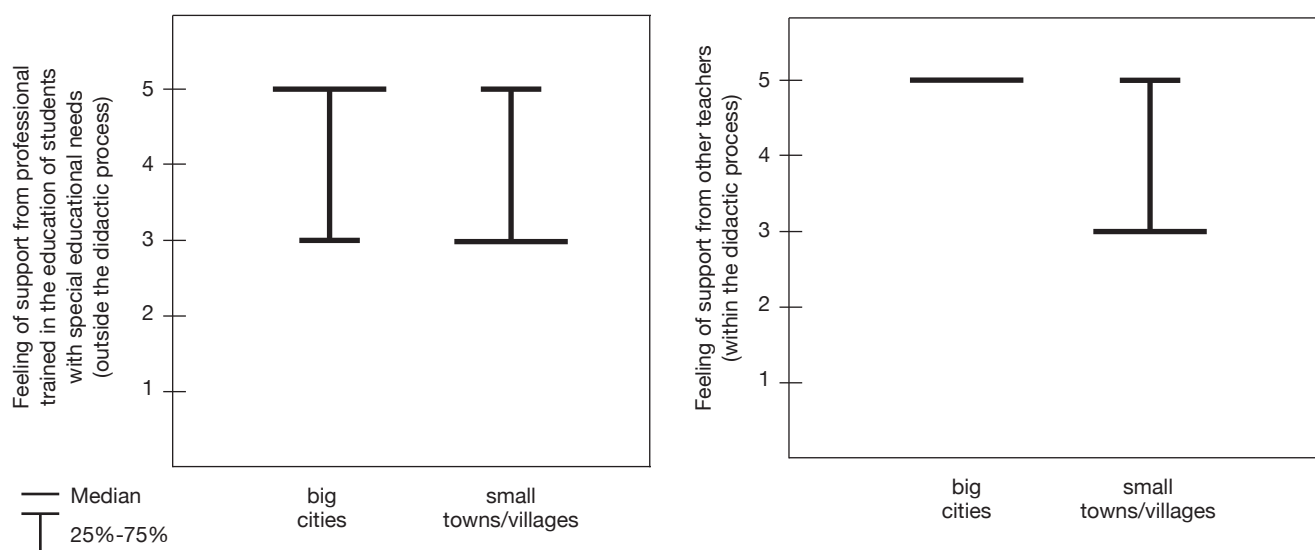 Feeling of support from professional
trained in the education of students
with special educational needs
(outside the didactic process)
5
4
3
2
1
big
cities
small
towns/villages
Median
25%-75%
Feeling of support from other teachers
(within the didactic process)
5
4
3
2
1
big
cities
small
towns/villages